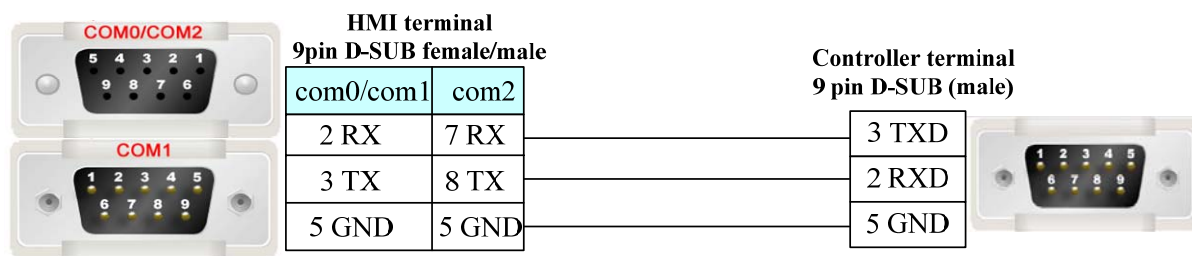 COM0/COM2
5 4 3 2 1
9 8 7 6
COM1
1 2 3 4 5
6 7 8 9
HMI terminal
9pin D-SUB female/male
com0/com1 com2
2 RX 7 RX
3 TX 8 TX
5 GND 5 GND
Controller terminal
9 pin D-SUB (male)
3 TXD
2 RXD
5 GND
1 2 3 4 5
6 7 8 9